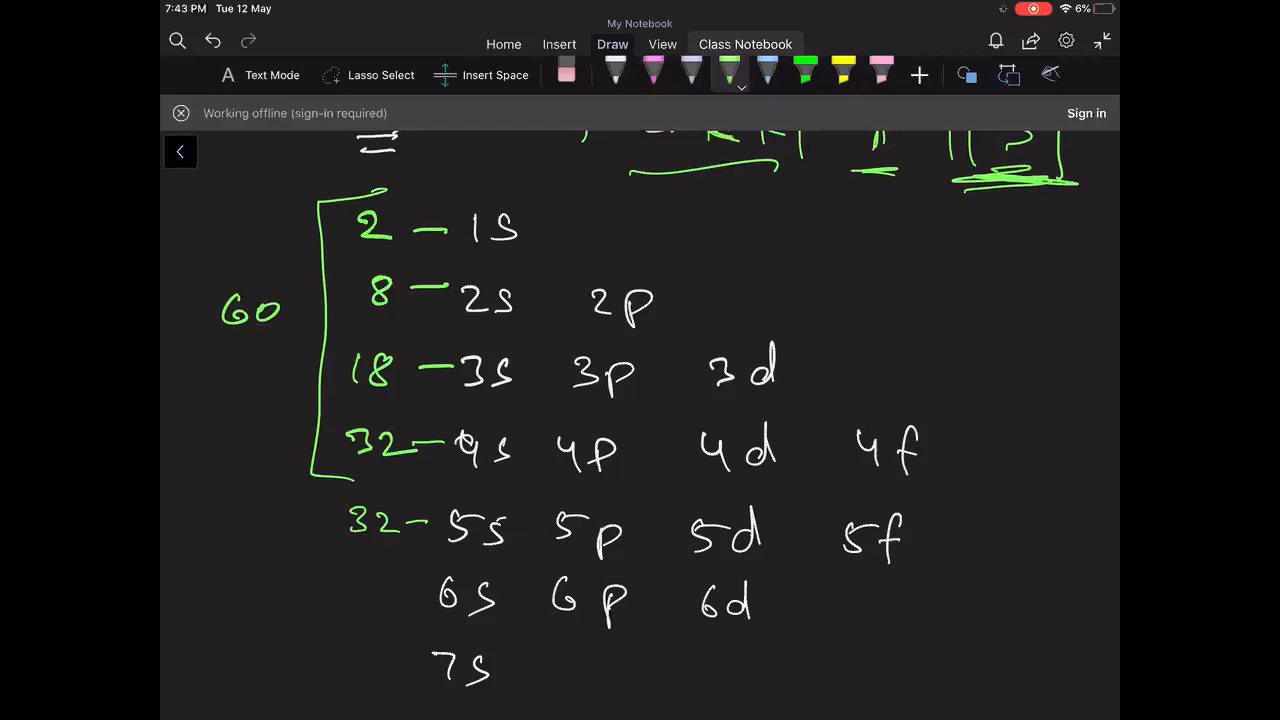 7:43 PM Tue 12 May
6%
My Notebook
Home Insert Draw View Class Notebook
Text Mode Lasso Select Insert Space
Working offline (sign-in required) Sign in
2 — 1s
8 — 2s 2p
60
18 — 3s 3p 3d
32 — 4s 4p 4d 4f
32 — 5s 5p 5d 5f
6s 6p 6d
7s